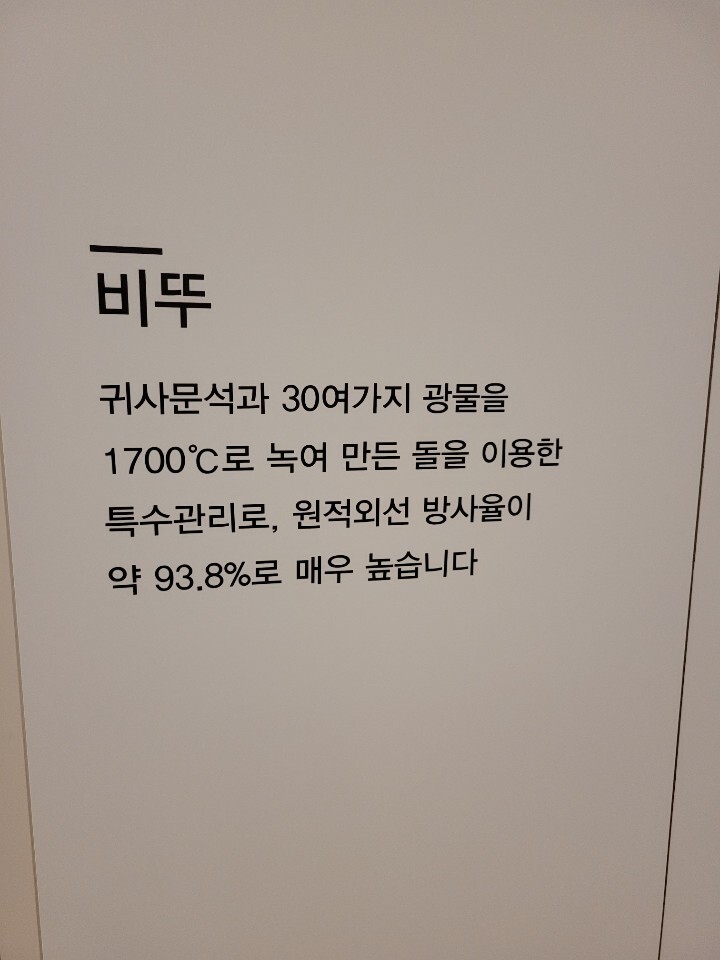 비뚜
귀사문석과 30여가지 광물을
1700℃로 녹여 만든 돌을 이용한
특수관리로, 원적외선 방사율이
약 93.8%로 매우 높습니다